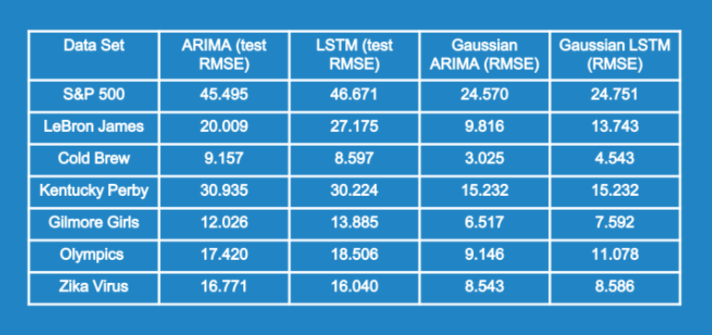 Data Set ARIMA (test RMSE) LSTM (test RMSE) Gaussian ARIMA (RMSE) Gaussian LSTM (RMSE)
S&P 500 45.495 46.671 24.570 24.751
LeBron James 20.009 27.175 9.816 13.743
Cold Brew 9.157 8.597 3.025 4.543
Kentucky Perby 30.935 30.224 15.232 15.232
Gilmore Girls 12.026 13.885 6.517 7.592
Olympics 17.420 18.506 9.146 11.078
Zika Virus 16.771 16.040 8.543 8.586